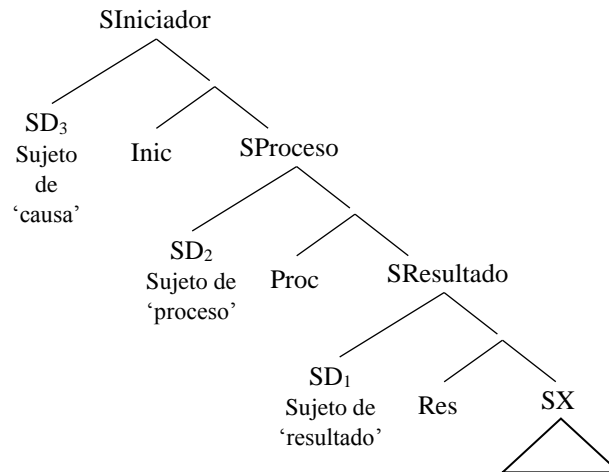 SIniciador
SD₃
Sujeto
de
‘causa’
Inic
SProceso
SD₂
Sujeto de
‘proceso’
Proc
SResultado
SD₁
Sujeto de
‘resultado’
Res
SX